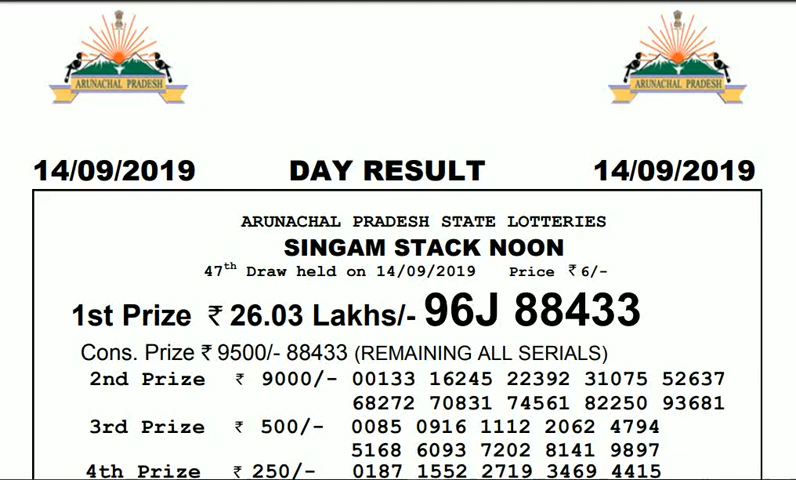 ARUNACHAL PRADESH ARUNACHAL PRADESH
14/09/2019 DAY RESULT 14/09/2019
ARUNACHAL PRADESH STATE LOTTERIES
SINGAM STACK NOON
47th Draw held on 14/09/2019 Price ₹ 6/-
1st Prize ₹ 26.03 Lakhs/- 96J 88433
Cons. Prize ₹ 9500/- 88433 (REMAINING ALL SERIALS)
2nd Prize ₹ 9000/- 00133 16245 22392 31075 52637
68272 70831 74561 82250 93681
3rd Prize ₹ 500/- 0085 0916 1112 2062 4794
5168 6093 7202 8141 9897
4th Prize ₹ 250/- 0187 1552 2719 3469 4415